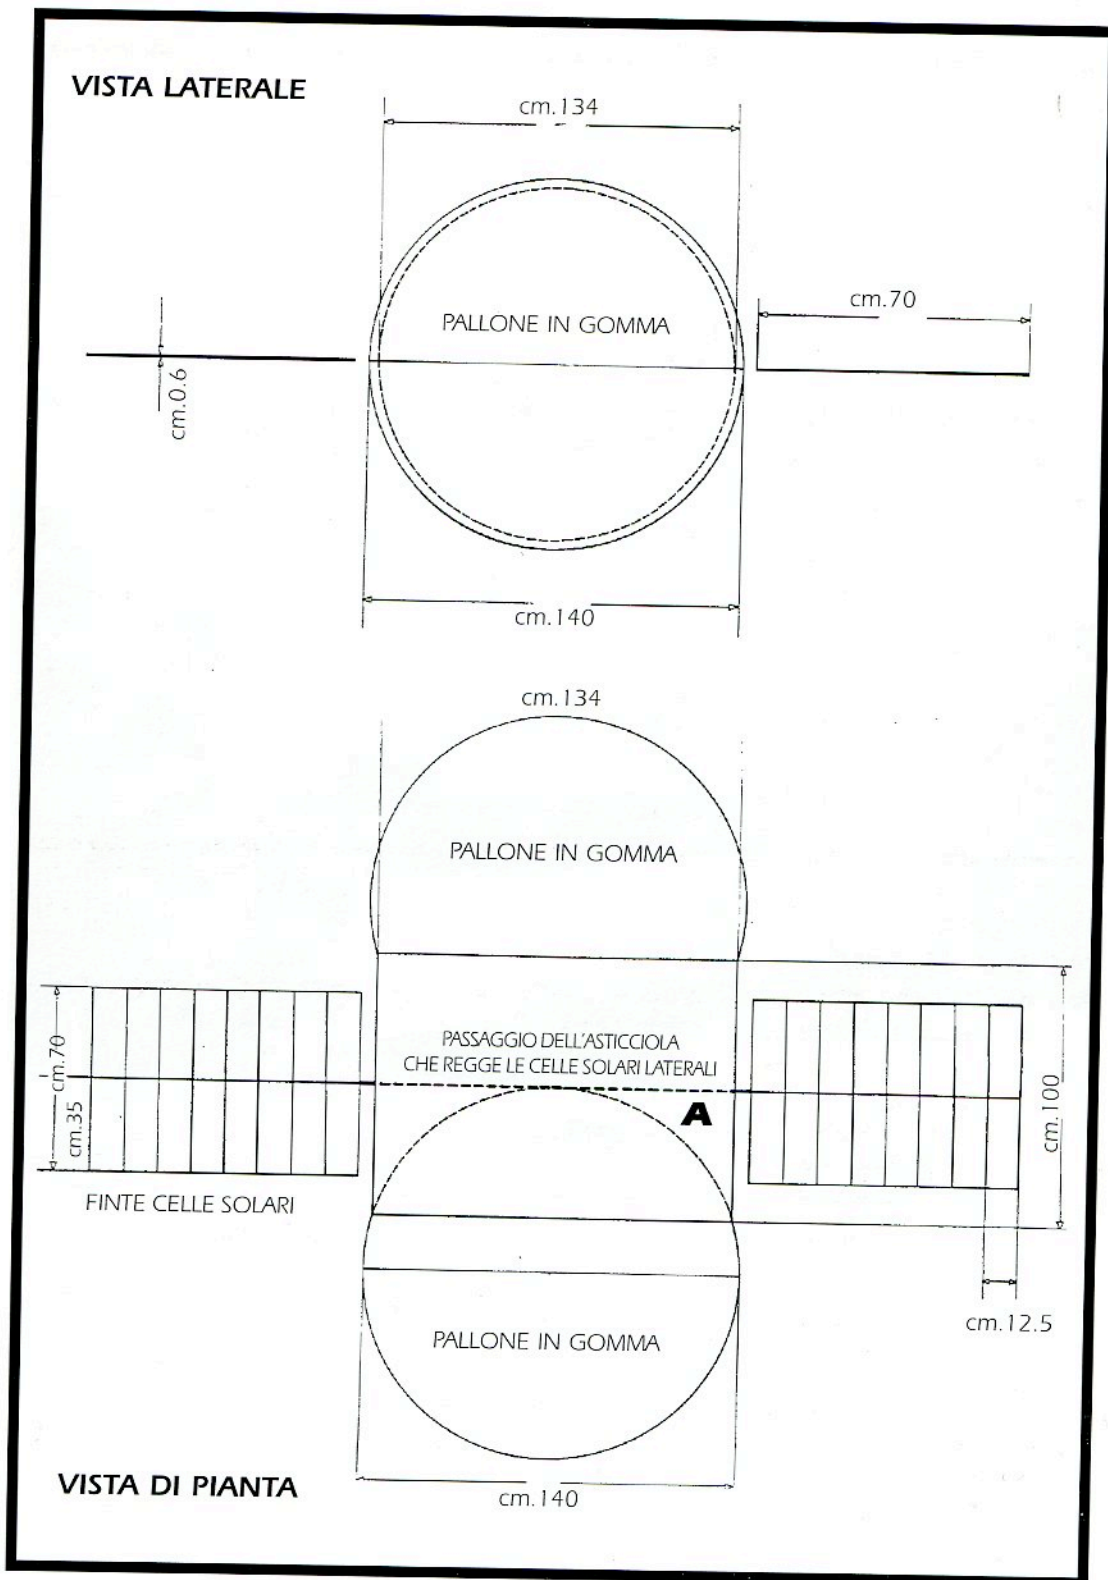 VISTA LATERALE
cm.134
PALLONE IN GOMMA
cm.70
cm.0.6
cm.140
cm.134
PALLONE IN GOMMA
PASSAGGIO DELL'ASTICCIOLA
CHE REGGE LE CELLE SOLARI LATERALI
A
cm.70
cm.35
cm.100
FINTE CELLE SOLARI
cm.12.5
PALLONE IN GOMMA
cm.140
VISTA DI PIANTA